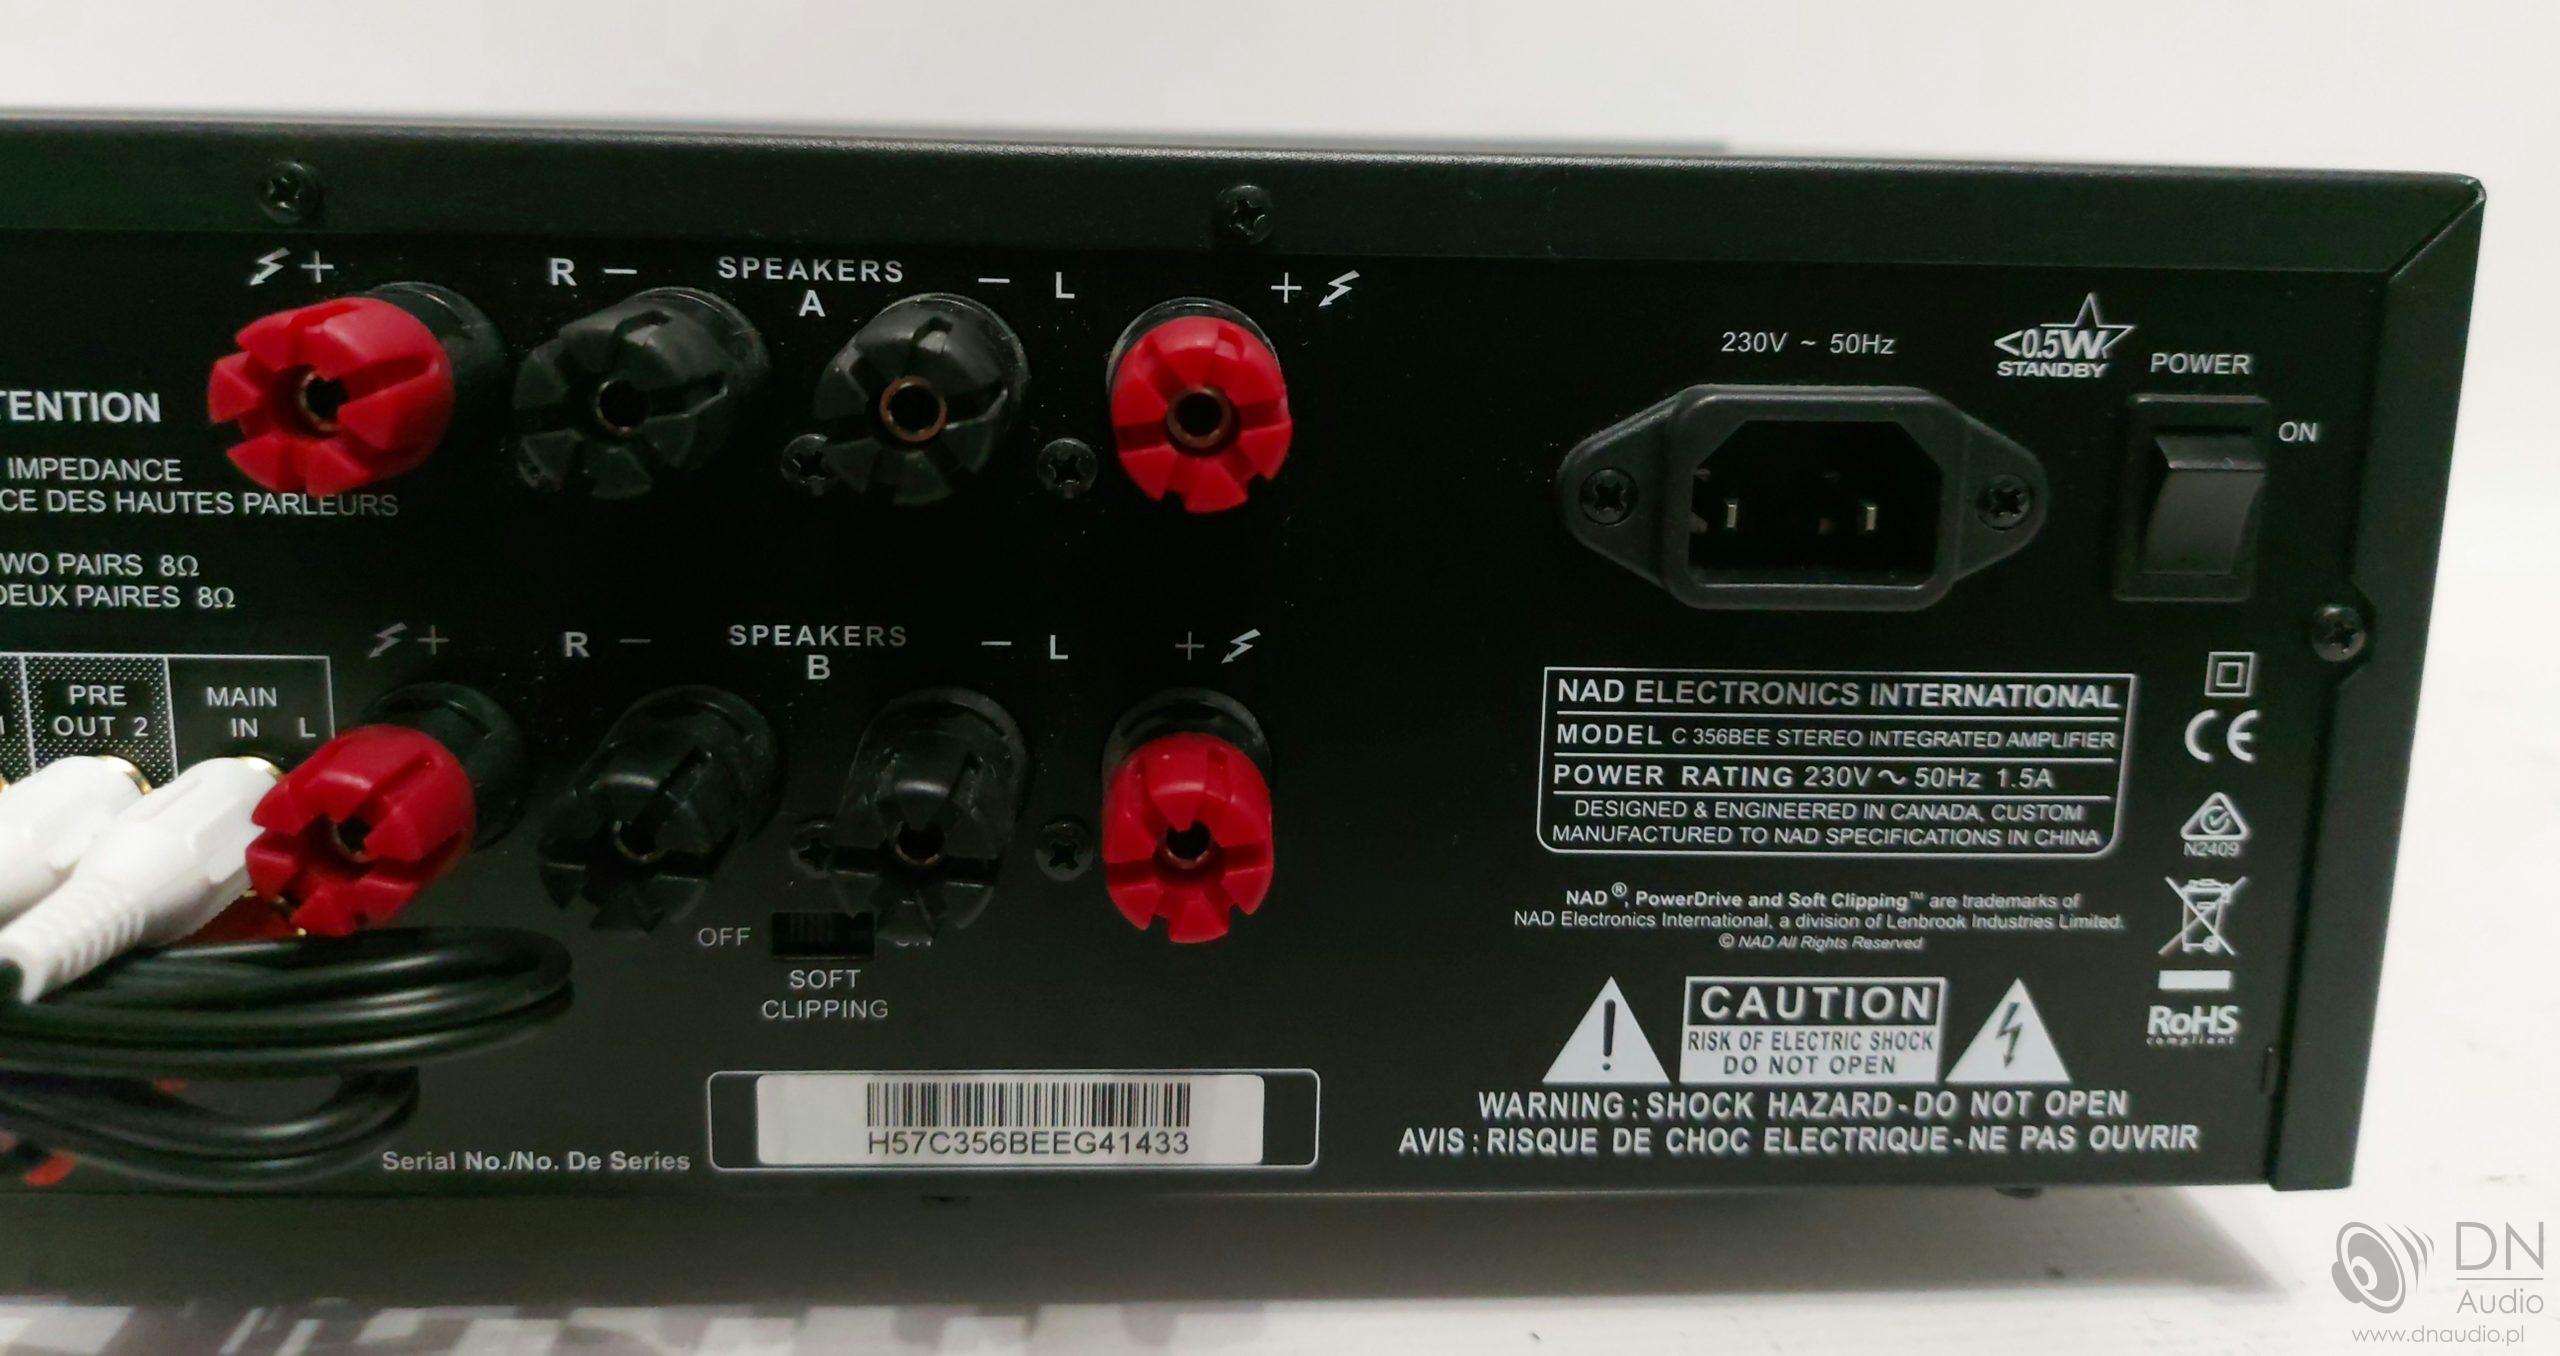 + R − SPEAKERS − L +
A
TENTION
IMPEDANCE
CE DES HAUTES PARLEURS
WO PAIRS 8Ω
DEUX PAIRES 8Ω
+ R − SPEAKERS − L +
B
1
PRE
OUT 2
MAIN
IN L
OFF
SOFT
CLIPPING
Serial No./No. De Series
H57C356BEEG41433
230V ~ 50Hz
<0.5W
STANDBY
POWER
ON
NAD ELECTRONICS INTERNATIONAL
MODEL C 356BEE STEREO INTEGRATED AMPLIFIER
POWER RATING 230V ~ 50Hz 1.5A
DESIGNED & ENGINEERED IN CANADA, CUSTOM
MANUFACTURED TO NAD SPECIFICATIONS IN CHINA
NAD®, PowerDrive and Soft Clipping™ are trademarks of
NAD Electronics International, a division of Lenbrook Industries Limited.
© NAD All Rights Reserved
CE
N2409
RoHS
compliant
CAUTION
RISK OF ELECTRIC SHOCK
DO NOT OPEN
WARNING : SHOCK HAZARD - DO NOT OPEN
AVIS : RISQUE DE CHOC ELECTRIQUE - NE PAS OUVRIR
DN
Audio
www.dnaudio.pl